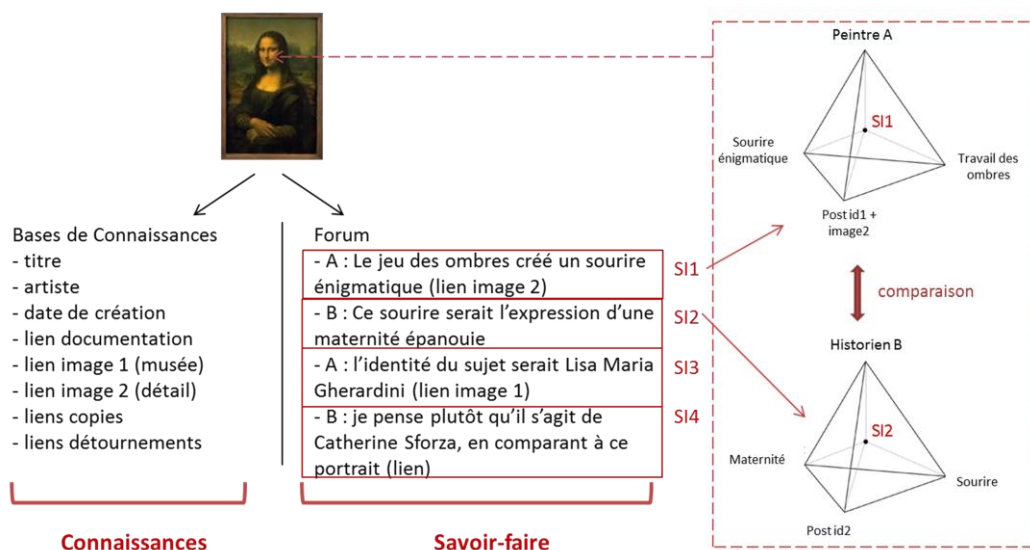 Bases de Connaissances
- titre
- artiste
- date de création
- lien documentation
- lien image 1 (musée)
- lien image 2 (détail)
- liens copies
- liens détournements
Connaissances
Forum
- A : Le jeu des ombres créé un sourire
énigmatique (lien image 2)
- B : Ce sourire serait l'expression d'une
maternité épanouie
- A : l'identité du sujet serait Lisa Maria
Gherardini (lien image 1)
- B : je pense plutôt qu'il s'agit de
Catherine Sforza, en comparant à ce
portrait (lien)
Savoir-faire
SI1
SI2
SI3
SI4
Peintre A
SI1
Sourire
énigmatique
Travail des
ombres
Post id1 +
image2
comparaison
Historien B
SI2
Maternité
Sourire
Post id2